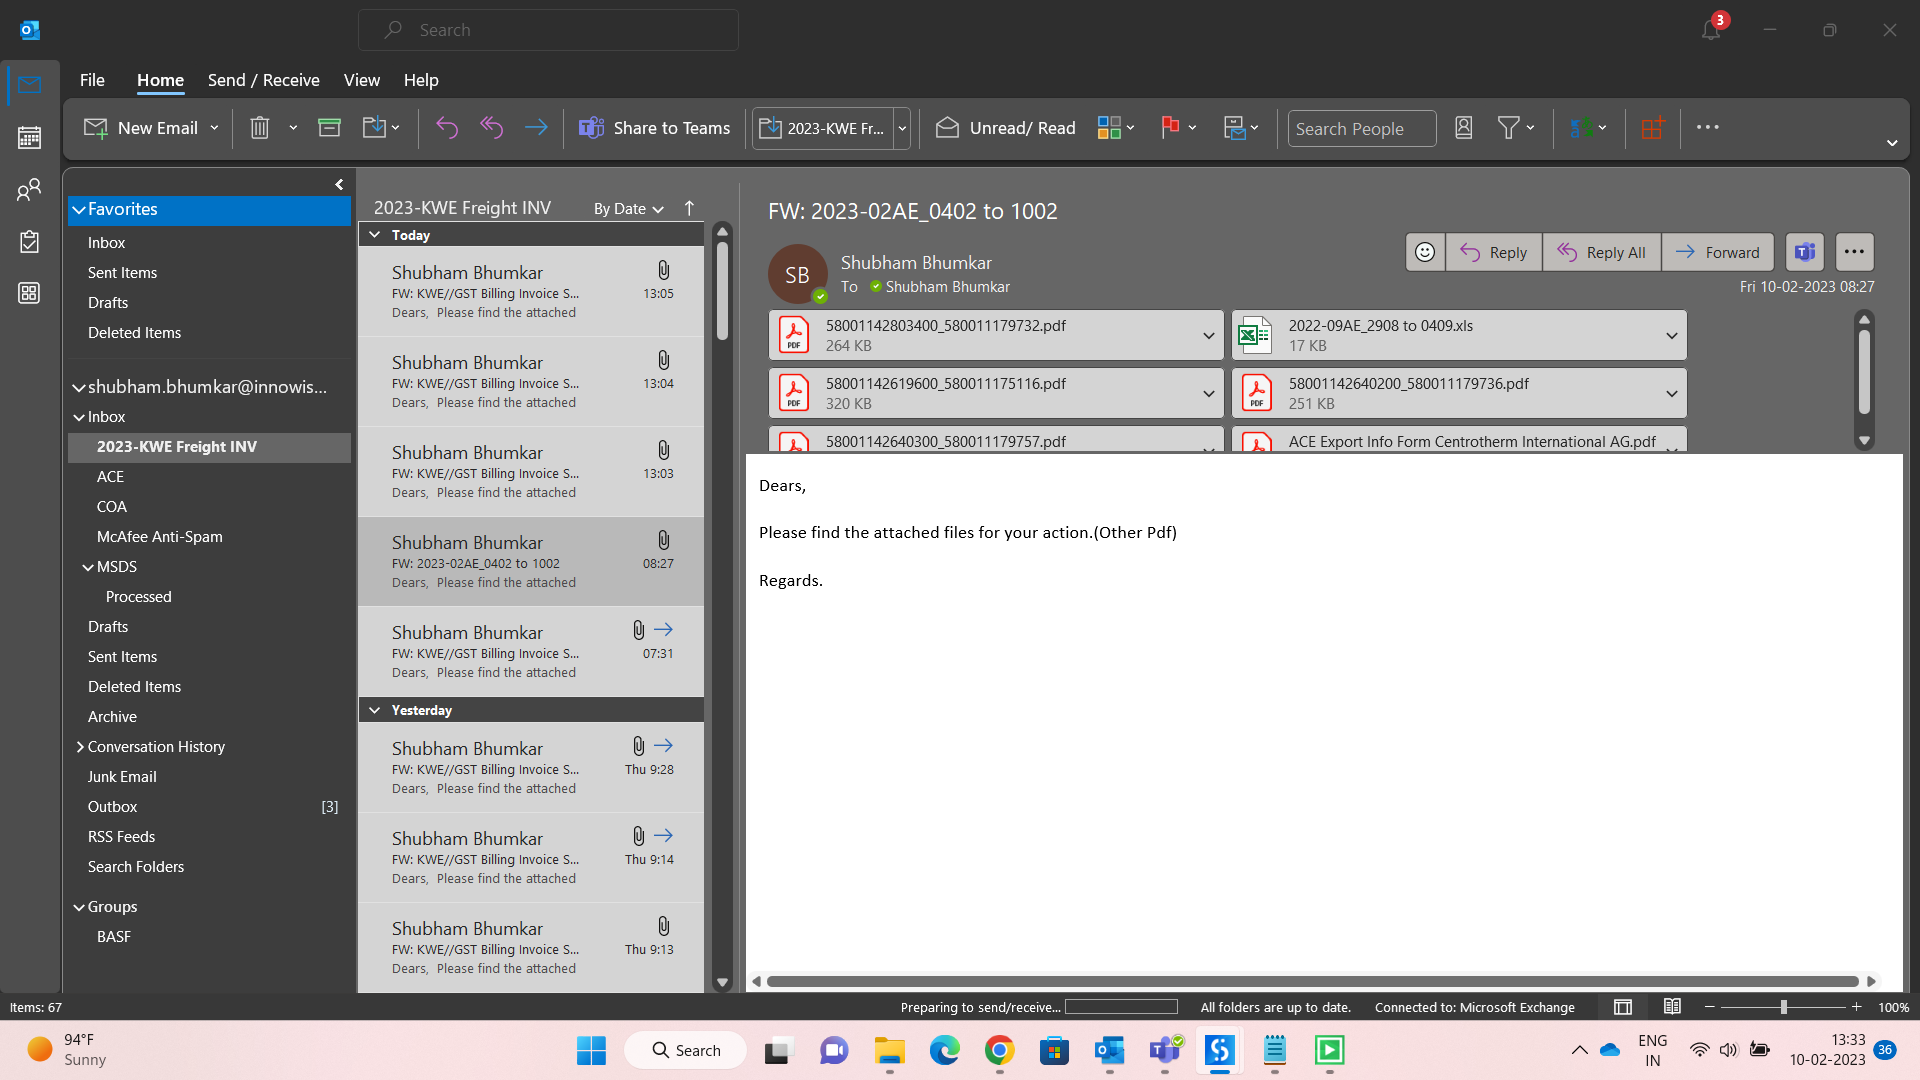 Search
3
File Home Send / Receive View Help
New Email Share to Teams 2023-KWE Fr... Unread/ Read Search People
Favorites
Inbox
Sent Items
Drafts
Deleted Items
shubham.bhumkar@innowis...
Inbox
2023-KWE Freight INV
ACE
COA
McAfee Anti-Spam
MSDS
Processed
Drafts
Sent Items
Deleted Items
Archive
Conversation History
Junk Email
Outbox [3]
RSS Feeds
Search Folders
Groups
BASF
2023-KWE Freight INV By Date
Today
Shubham Bhumkar
FW: KWE//GST Billing Invoice S... 13:05
Dears, Please find the attached
Shubham Bhumkar
FW: KWE//GST Billing Invoice S... 13:04
Dears, Please find the attached
Shubham Bhumkar
FW: KWE//GST Billing Invoice S... 13:03
Dears, Please find the attached
Shubham Bhumkar
FW: 2023-02AE_0402 to 1002 08:27
Dears, Please find the attached
Shubham Bhumkar
FW: KWE//GST Billing Invoice S... 07:31
Dears, Please find the attached
Yesterday
Shubham Bhumkar
FW: KWE//GST Billing Invoice S... Thu 9:28
Dears, Please find the attached
Shubham Bhumkar
FW: KWE//GST Billing Invoice S... Thu 9:14
Dears, Please find the attached
Shubham Bhumkar
FW: KWE//GST Billing Invoice S... Thu 9:13
Dears, Please find the attached
FW: 2023-02AE_0402 to 1002
SB
Shubham Bhumkar
To Shubham Bhumkar
Reply Reply All Forward
Fri 10-02-2023 08:27
PDF 58001142803400_580011179732.pdf
264 KB
2022-09AE_2908 to 0409.xls
17 KB
PDF 58001142619600_580011175116.pdf
320 KB
PDF 58001142640200_580011179736.pdf
251 KB
58001142640300_580011179757.pdf
ACE Export Info Form Centrotherm International AG.pdf
Dears,
Please find the attached files for your action.(Other Pdf)
Regards.
Items: 67 Preparing to send/receive... All folders are up to date. Connected to: Microsoft Exchange 100%
94°F
Sunny
Search
ENG
IN
13:33
10-02-2023
36